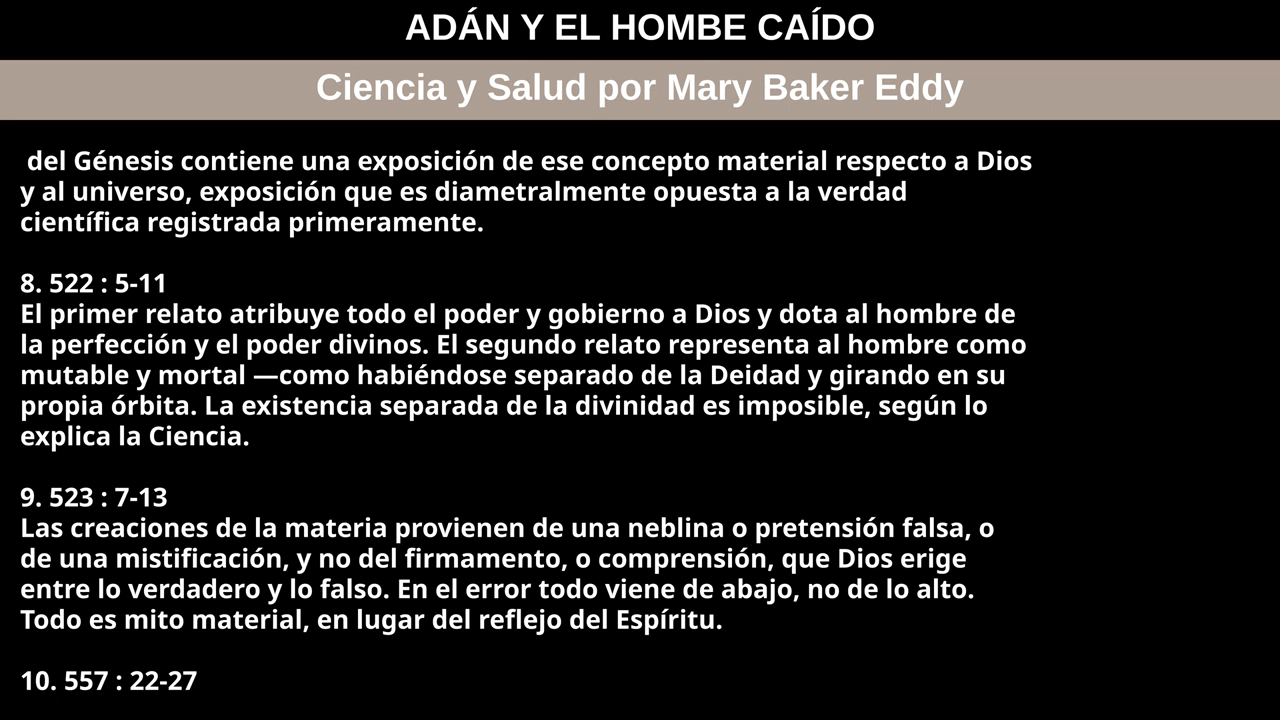 ADÁN Y EL HOMBE CAÍDO
Ciencia y Salud por Mary Baker Eddy
del Génesis contiene una exposición de ese concepto material respecto a Dios
y al universo, exposición que es diametralmente opuesta a la verdad
científica registrada primeramente.
8. 522 : 5-11
El primer relato atribuye todo el poder y gobierno a Dios y dota al hombre de
la perfección y el poder divinos. El segundo relato representa al hombre como
mutable y mortal —como habiéndose separado de la Deidad y girando en su
propia órbita. La existencia separada de la divinidad es imposible, según lo
explica la Ciencia.
9. 523 : 7-13
Las creaciones de la materia provienen de una neblina o pretensión falsa, o
de una mistificación, y no del firmamento, o comprensión, que Dios erige
entre lo verdadero y lo falso. En el error todo viene de abajo, no de lo alto.
Todo es mito material, en lugar del reflejo del Espíritu.
10. 557 : 22-27